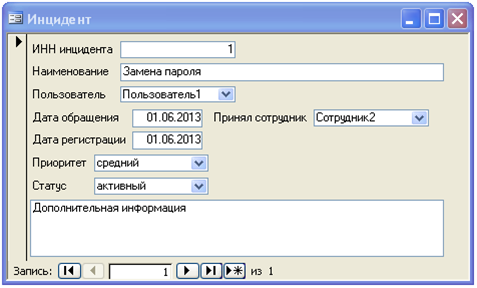 Инцидент
ИНН инцидента 1
Наименование Замена пароля
Пользователь Пользователь1
Дата обращения 01.06.2013 Принял сотрудник Сотрудник2
Дата регистрации 01.06.2013
Приоритет средний
Статус активный
Дополнительная информация
Запись: 1 из 1